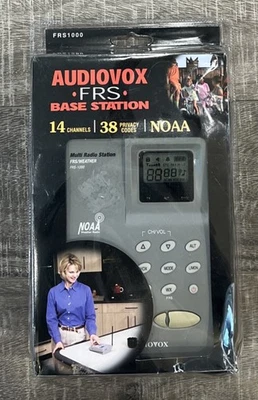 FRS1000
AUDIOVOX
·FRS·
BASE STATION
14 CHANNELS 38 PRIVACY CODES NOAA
Multi Radio Station
FRS/WEATHER
NOAA
CH/VOL
MODE